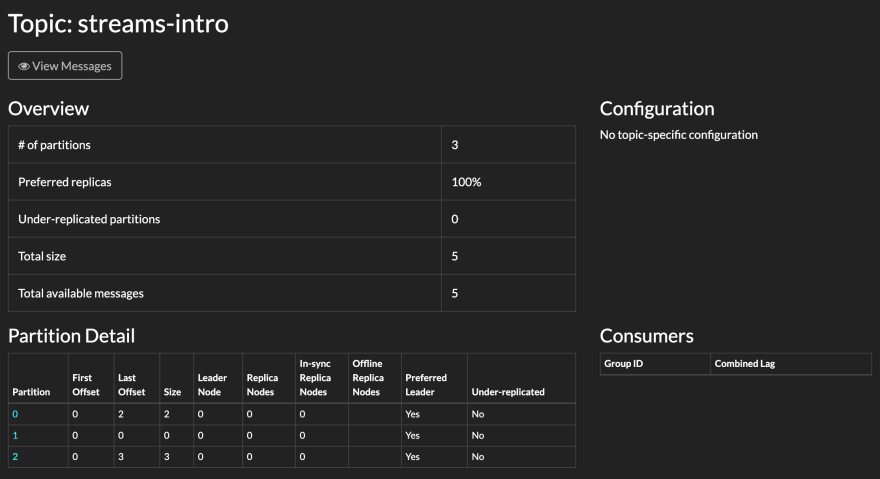 Topic: streams-intro
View Messages
Overview
# of partitions 3
Preferred replicas 100%
Under-replicated partitions 0
Total size 5
Total available messages 5
Configuration
No topic-specific configuration
Partition Detail
Partition First Offset Last Offset Size Leader Node Replica Nodes In-sync Replica Nodes Offline Replica Nodes Preferred Leader Under-replicated
0 0 2 2 0 0 0 Yes No
1 0 0 0 0 0 0 Yes No
2 0 3 3 0 0 0 Yes No
Consumers
Group ID Combined Lag